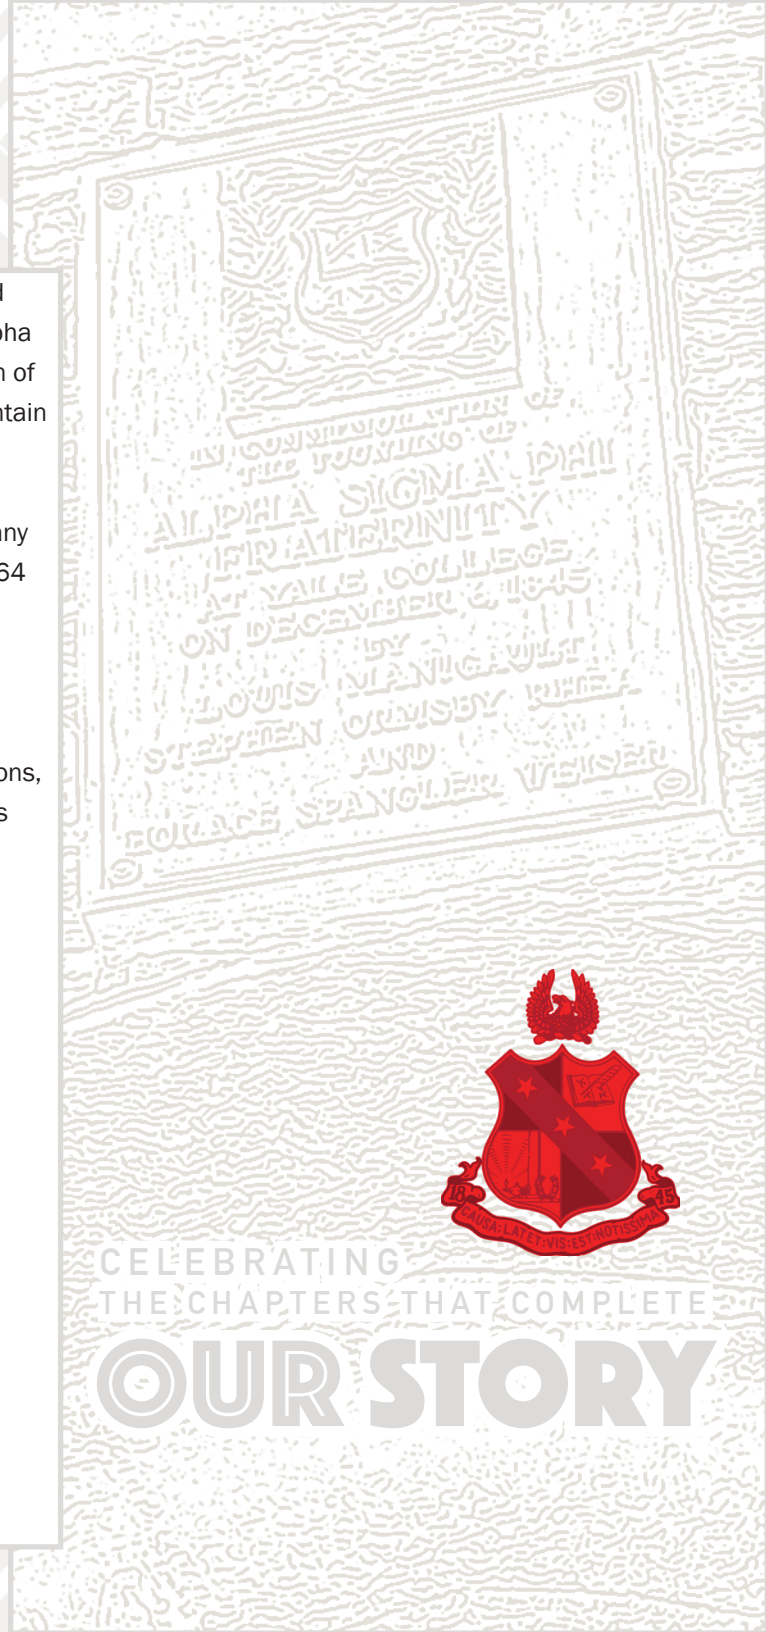 d
pha
n of
ntain
any
64
ons,
s
IN COMMEMORATION OF
THE FOUNDING OF
ALPHA SIGMA PHI
FRATERNITY
AT YALE COLLEGE
ON DECEMBER 6, 1845
BY
LOUIS MANIGAULT
STEPHEN ORMSBY RHEA
AND
HORACE SPANGLER WEISER
18 45
CAUSA:LATET:VIS:EST:NOTISSIMA
CELEBRATING
THE CHAPTERS THAT COMPLETE
OUR STORY